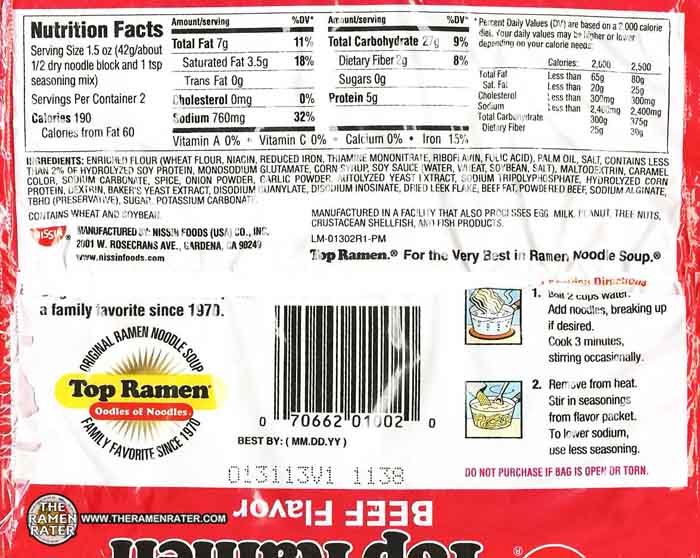 Nutrition Facts
Serving Size 1.5 oz (42g/about
1/2 dry noodle block and 1 tsp
seasoning mix)
Servings Per Container 2
Calories 190
Calories from Fat 60
Amount/serving %DV*
Total Fat 7g 11%
Saturated Fat 3.5g 18%
Trans Fat 0g
Cholesterol 0mg 0%
Sodium 760mg 32%
Amount/serving %DV*
Total Carbohydrate 27g 9%
Dietary Fiber 2g 8%
Sugars 0g
Protein 5g
Vitamin A 0% • Vitamin C 0% • Calcium 0% • Iron 15%
*Percent Daily Values (DV) are based on a 2,000 calorie
diet. Your daily values may be higher or lower
depending on your calorie needs:
Calories: 2,000 2,500
Total Fat Less than 65g 80g
Sat. Fat Less than 20g 25g
Cholesterol Less than 300mg 300mg
Sodium Less than 2,400mg 2,400mg
Total Carbohydrate 300g 375g
Dietary Fiber 25g 30g
INGREDIENTS: ENRICHED FLOUR (WHEAT FLOUR, NIACIN, REDUCED IRON, THIAMINE MONONITRATE, RIBOFLAVIN, FOLIC ACID), PALM OIL, SALT, CONTAINS LESS
THAN 2% OF HYDROLYZED SOY PROTEIN, MONOSODIUM GLUTAMATE, CORN SYRUP, SOY SAUCE (WATER, WHEAT, SOYBEAN, SALT), MALTODEXTRIN, CARAMEL
COLOR, SODIUM CARBONATE, SPICE, ONION POWDER, GARLIC POWDER, AUTOLYZED YEAST EXTRACT, SODIUM TRIPOLYPHOSPHATE, HYDROLYZED CORN
PROTEIN, DEXTRIN, BAKER'S YEAST EXTRACT, DISODIUM GUANYLATE, DISODIUM INOSINATE, DRIED LEEK FLAKE, BEEF FAT, POWDERED BEEF, SODIUM ALGINATE,
TBHQ (PRESERVATIVE), SUGAR, POTASSIUM CARBONATE.
CONTAINS WHEAT AND SOYBEAN.
NISSIN®
MANUFACTURED BY: NISSIN FOODS (USA) CO., INC.
2001 W. ROSECRANS AVE., GARDENA, CA 90249
www.nissinfoods.com
MANUFACTURED IN A FACILITY THAT ALSO PROCESSES EGG, MILK, PEANUT, TREE NUTS,
CRUSTACEAN SHELLFISH, AND FISH PRODUCTS.
LM-01302R1-PM
Top Ramen.® For the Very Best in Ramen Noodle Soup.®
a family favorite since 1970.
ORIGINAL RAMEN NOODLE SOUP
Top Ramen®
Oodles of Noodles
FAMILY FAVORITE SINCE 1970
0 70662 01002 0
BEST BY: (MM.DD.YY)
013113V1 1138
Directions
1. Boil 2 cups water.
Add noodles, breaking up
if desired.
Cook 3 minutes,
stirring occasionally.
2. Remove from heat.
Stir in seasonings
from flavor packet.
To lower sodium,
use less seasoning.
DO NOT PURCHASE IF BAG IS OPEN OR TORN.
BEEF Flavor
Top Ramen
®
THE
RAMEN
RATER
WWW.THERAMENRATER.COM